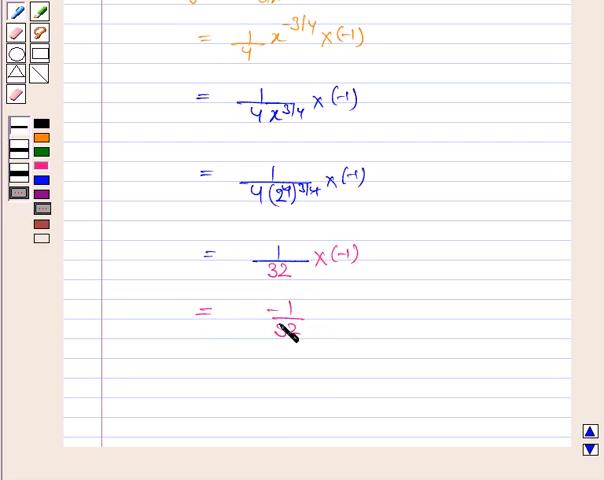 = 1/4 x^{-3/4} × (-1)
= 1/(4 x^{3/4}) × (-1)
= 1/(4 (2^4)^{3/4}) × (-1)
= 1/32 × (-1)
= -1/32